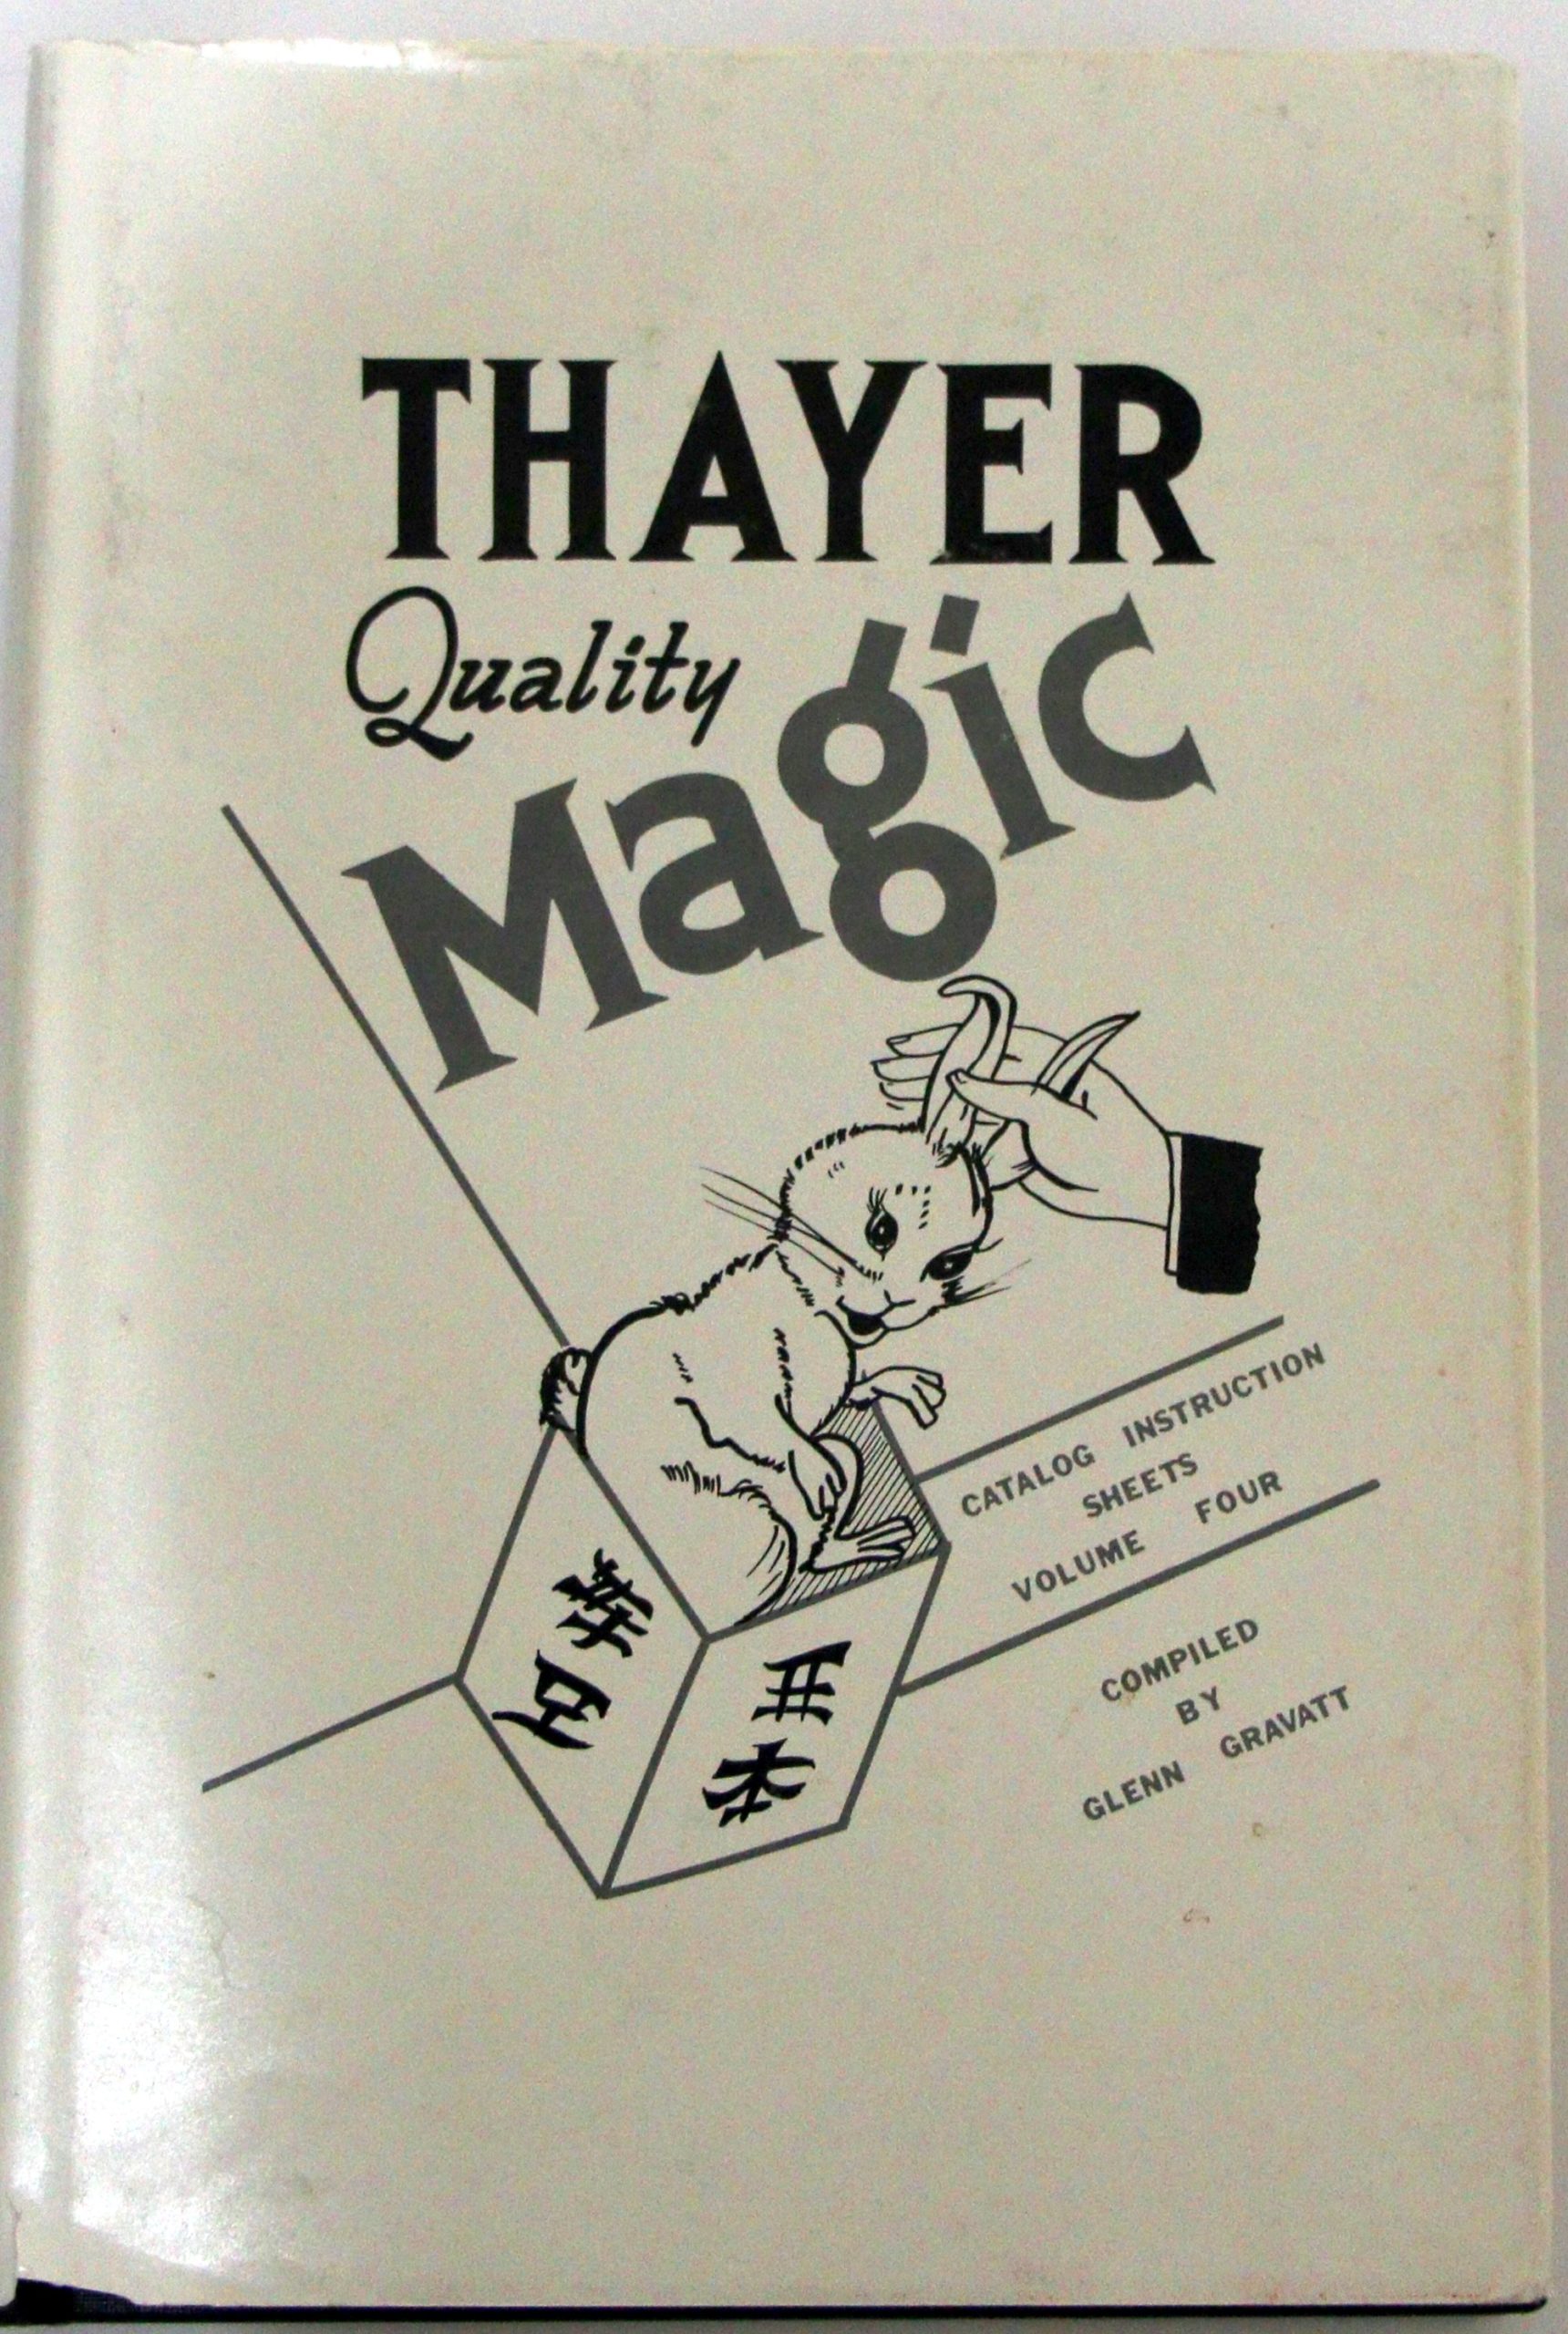 THAYER
Quality
Magic
CATALOG INSTRUCTION
SHEETS
VOLUME FOUR
COMPILED
BY
GLENN GRAVATT